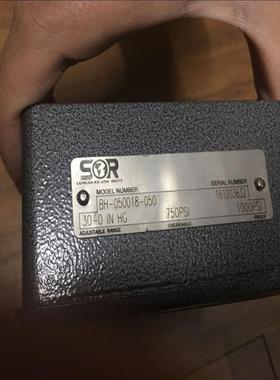 SOR
LENEXA KS USA 66215
MODEL NUMBER SERIAL NUMBER
BH-050018-050 161203632
30-0 IN HG 750PSI 1000PSI
ADJUSTABLE RANGE OVERRANGE PROOF